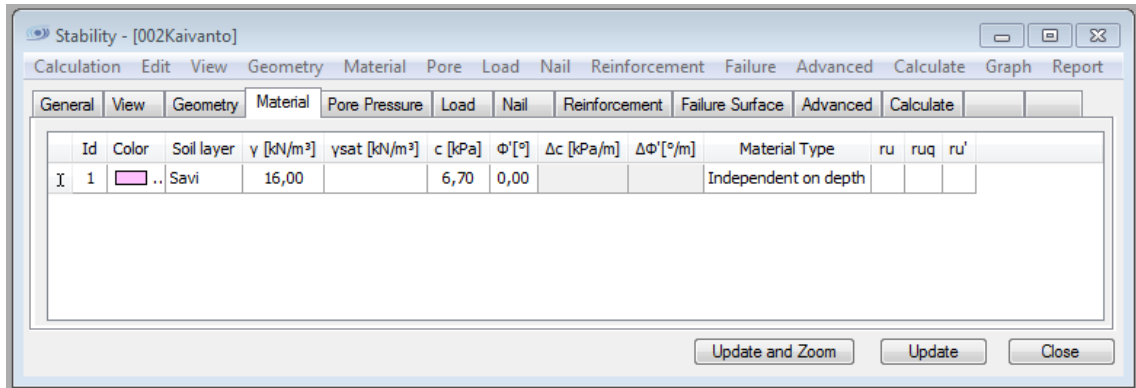 Stability - [002Kaivanto]
Calculation Edit View Geometry Material Pore Load Nail Reinforcement Failure Advanced Calculate Graph Report
General View Geometry Material Pore Pressure Load Nail Reinforcement Failure Surface Advanced Calculate
Id Color Soil layer γ [kN/m³] γsat [kN/m³] c [kPa] Φ'[°] Δc [kPa/m] ΔΦ'[°/m] Material Type ru ruq ru'
1 .. Savi 16,00 6,70 0,00 Independent on depth
Update and Zoom Update Close